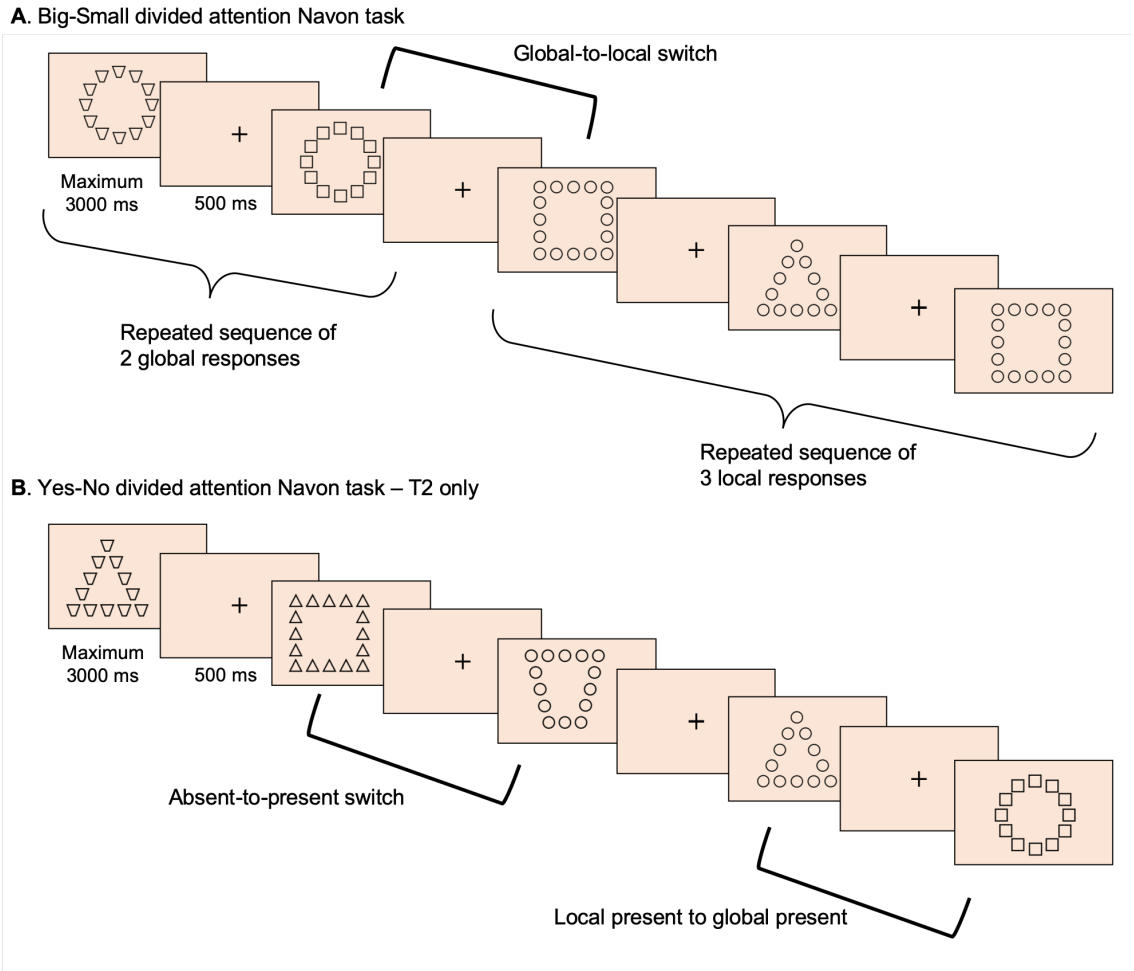 A. Big-Small divided attention Navon task
Global-to-local switch
+
+
Maximum
3000 ms
500 ms
+
+
Repeated sequence of
2 global responses
Repeated sequence of
3 local responses
B. Yes-No divided attention Navon task – T2 only
+
+
Maximum
3000 ms
500 ms
+
+
Absent-to-present switch
Local present to global present